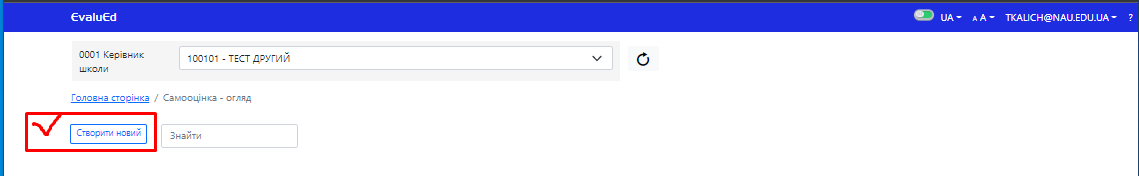 EvaluEd
UA
A A
TKALICH@NAU.EDU.UA
?
0001 Керівник
школи
100101 - ТЕСТ ДРУГИЙ
Головна сторінка / Самооцінка - огляд
Створити новий
Знайти